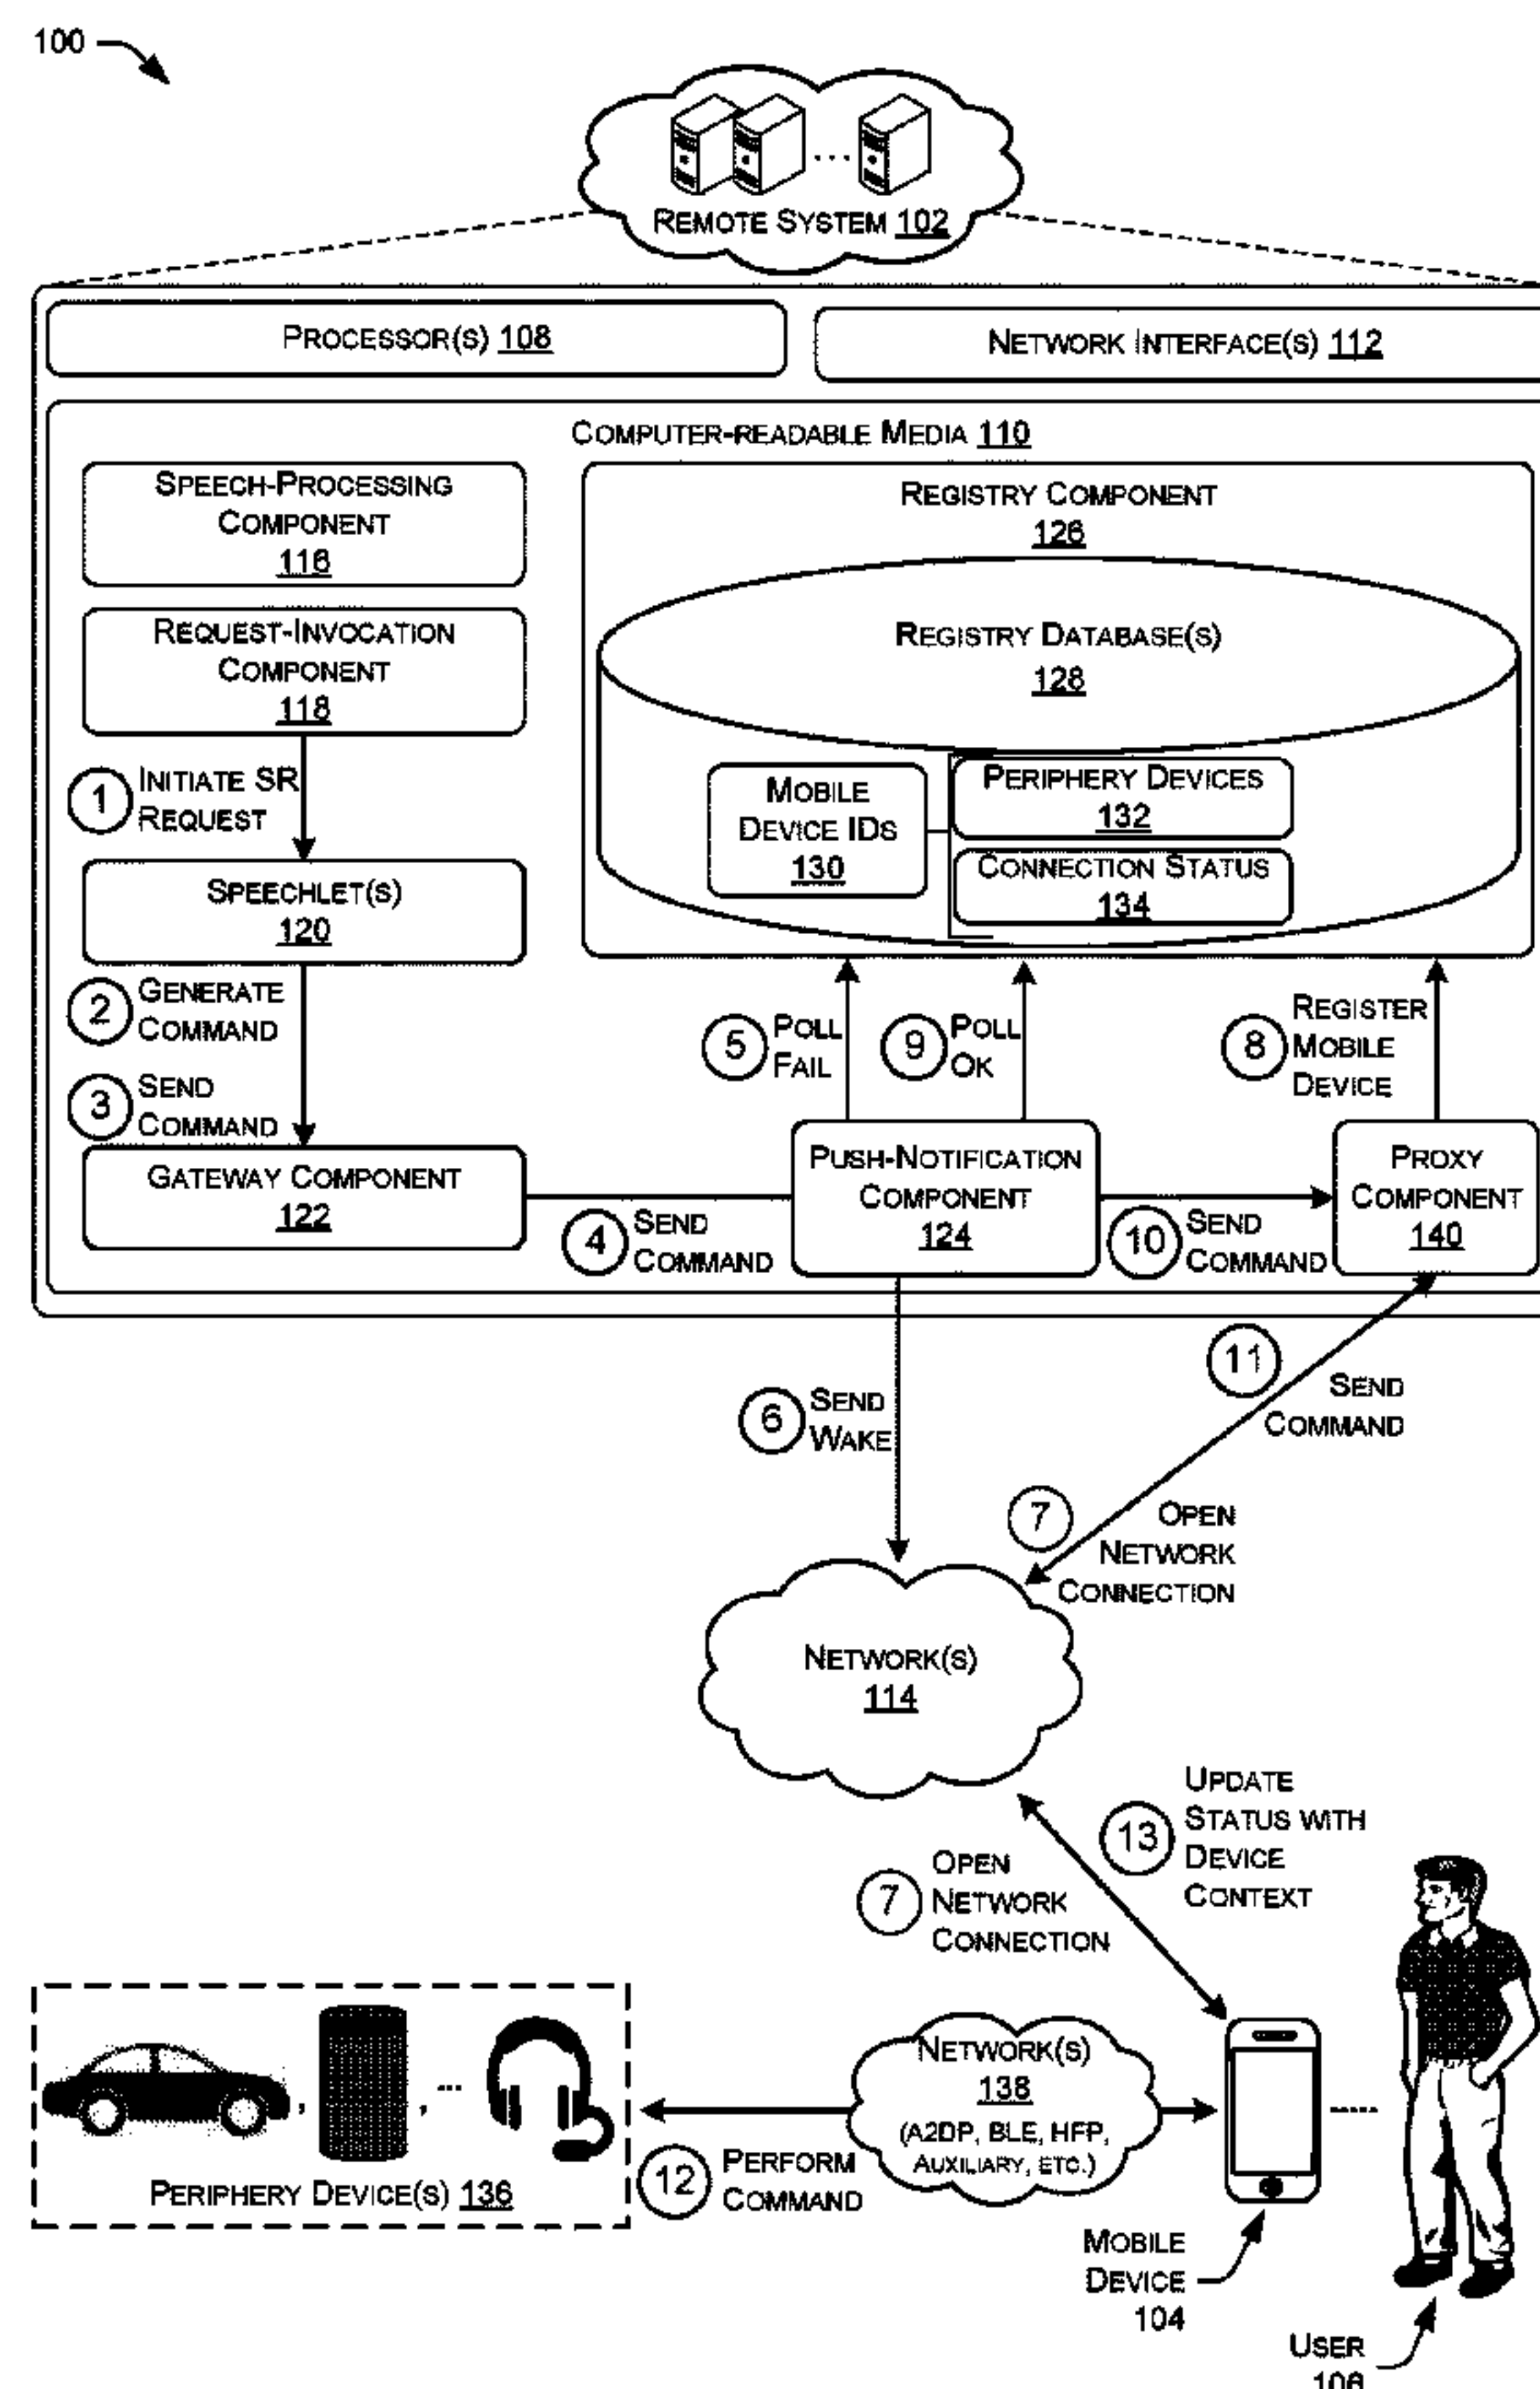 100
REMOTE SYSTEM 102
PROCESSOR(S) 108
NETWORK INTERFACE(S) 112
COMPUTER-READABLE MEDIA 110
SPEECH-PROCESSING
COMPONENT
116
REQUEST-INVOCATION
COMPONENT
118
1 INITIATE SR
REQUEST
SPEECHLET(S)
120
2 GENERATE
COMMAND
3 SEND
COMMAND
GATEWAY COMPONENT
122
REGISTRY COMPONENT
126
REGISTRY DATABASE(S)
128
MOBILE
DEVICE IDS
130
PERIPHERY DEVICES
132
CONNECTION STATUS
134
5 POLL
FAIL
9 POLL
OK
8 REGISTER
MOBILE
DEVICE
4 SEND
COMMAND
PUSH-NOTIFICATION
COMPONENT
124
10 SEND
COMMAND
PROXY
COMPONENT
140
6 SEND
WAKE
11 SEND
COMMAND
7 OPEN
NETWORK
CONNECTION
NETWORK(S)
114
13 UPDATE
STATUS WITH
DEVICE
CONTEXT
7 OPEN
NETWORK
CONNECTION
, , ...
PERIPHERY DEVICE(S) 136
12 PERFORM
COMMAND
NETWORK(S)
138
(A2DP, BLE, HFP,
AUXILIARY, ETC.)
MOBILE
DEVICE
104
USER
106